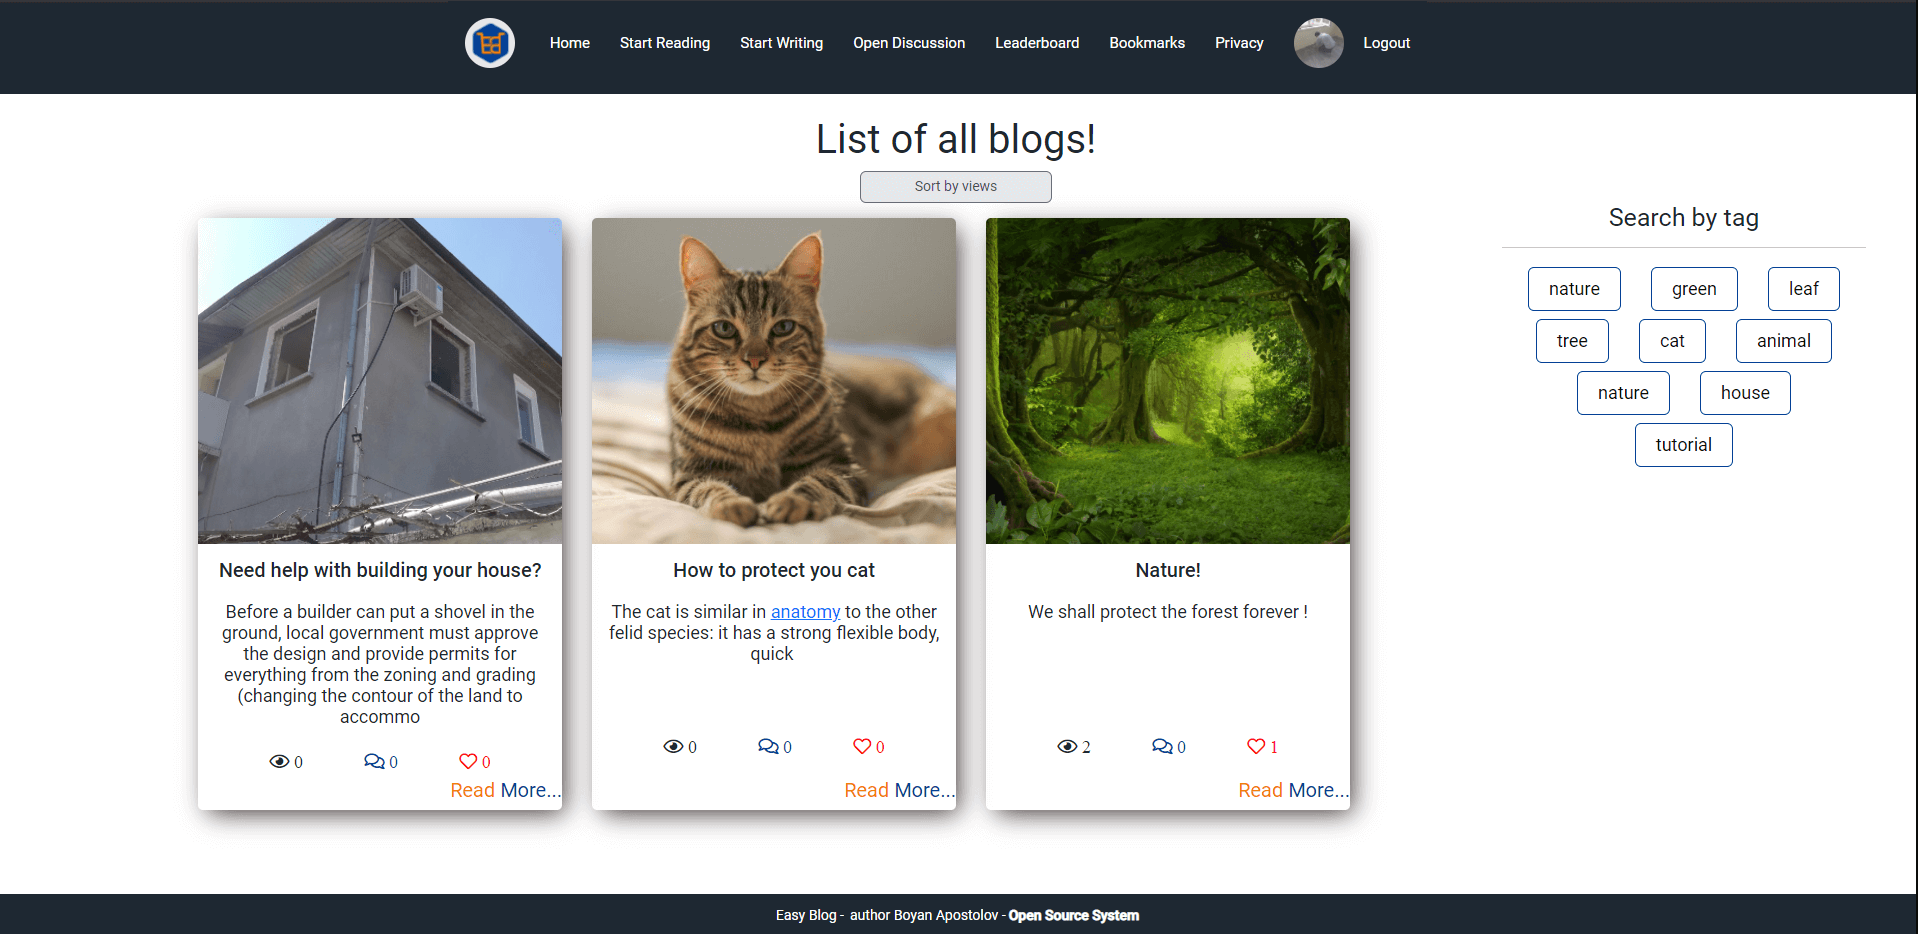 Home Start Reading Start Writing Open Discussion Leaderboard Bookmarks Privacy Logout
List of all blogs!
Sort by views
Need help with building your house?
Before a builder can put a shovel in the
ground, local government must approve
the design and provide permits for
everything from the zoning and grading
(changing the contour of the land to
accommo
0 0 0
Read More...
How to protect you cat
The cat is similar in anatomy to the other
felid species: it has a strong flexible body,
quick
0 0 0
Read More...
Nature!
We shall protect the forest forever !
2 0 1
Read More...
Search by tag
nature green leaf
tree cat animal
nature house
tutorial
Easy Blog - author Boyan Apostolov - Open Source System